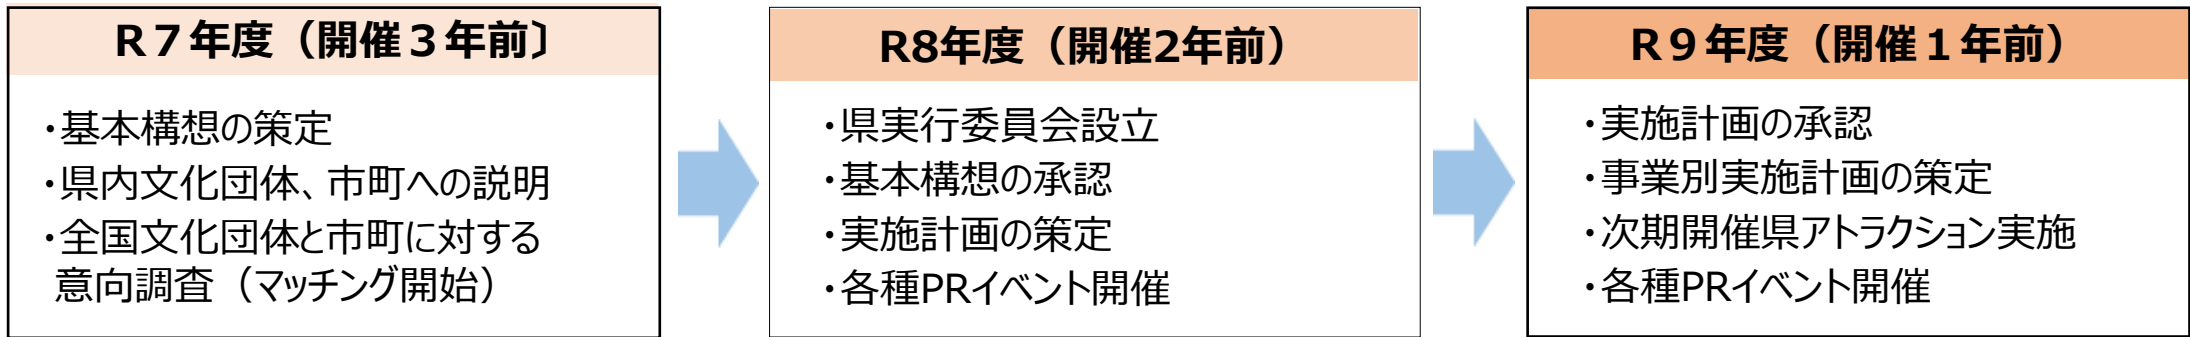 R７年度（開催３年前〕
・基本構想の策定
・県内文化団体、市町への説明
・全国文化団体と市町に対する
意向調査（マッチング開始）
R8年度（開催2年前）
・県実行委員会設立
・基本構想の承認
・実施計画の策定
・各種PRイベント開催
R９年度（開催１年前）
・実施計画の承認
・事業別実施計画の策定
・次期開催県アトラクション実施
・各種PRイベント開催